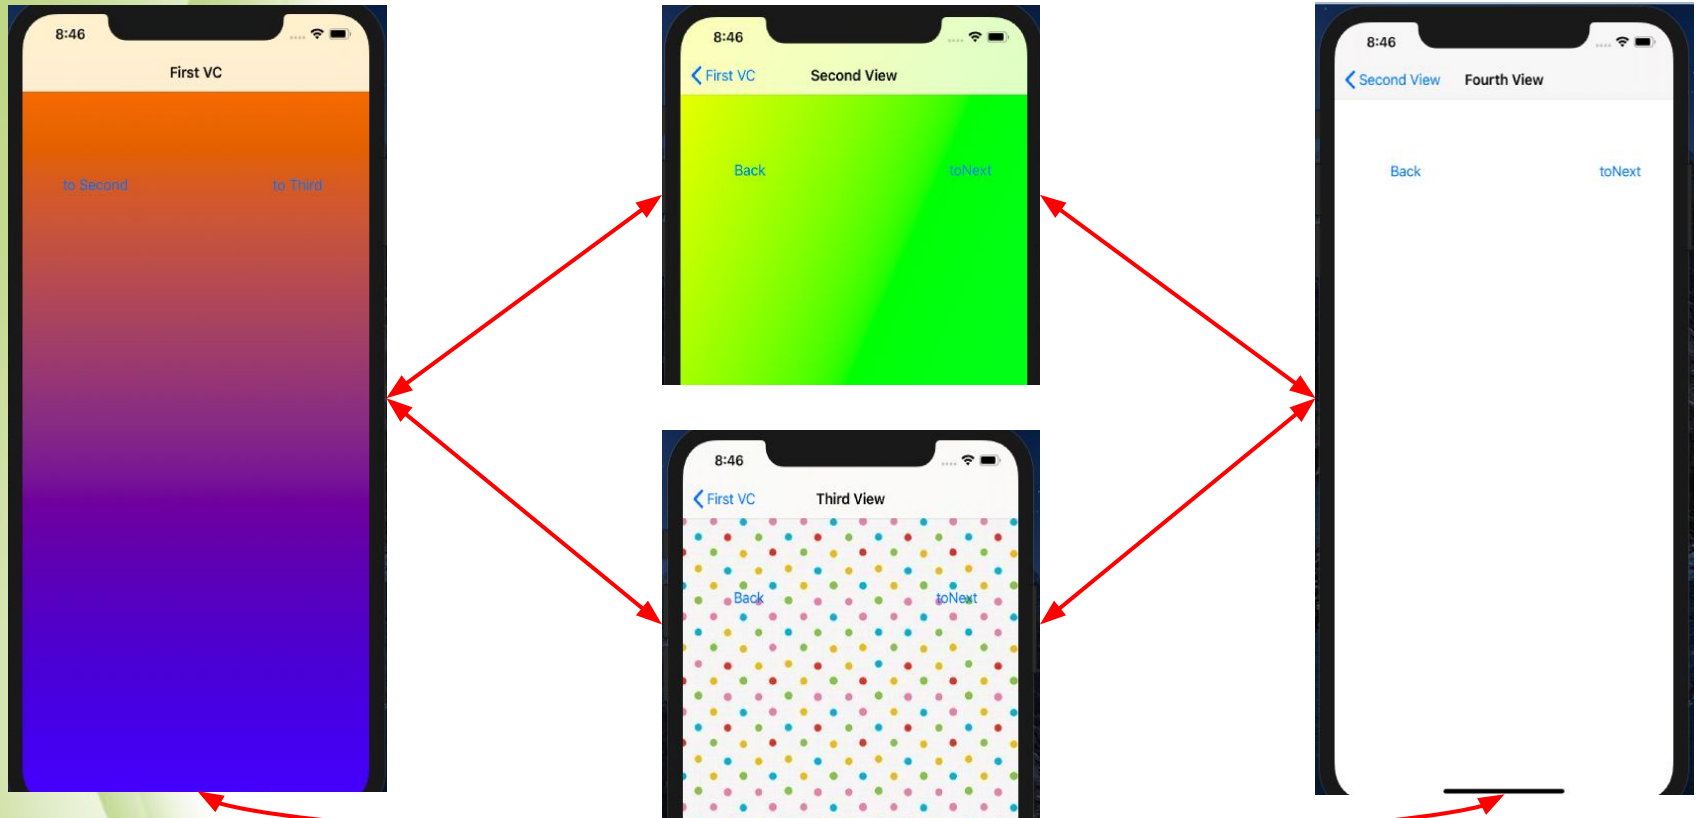 8:46
First VC
to Second
to Third
8:46
First VC
Second View
Back
toNext
8:46
First VC
Third View
Back
toNext
8:46
Second View
Fourth View
Back
toNext